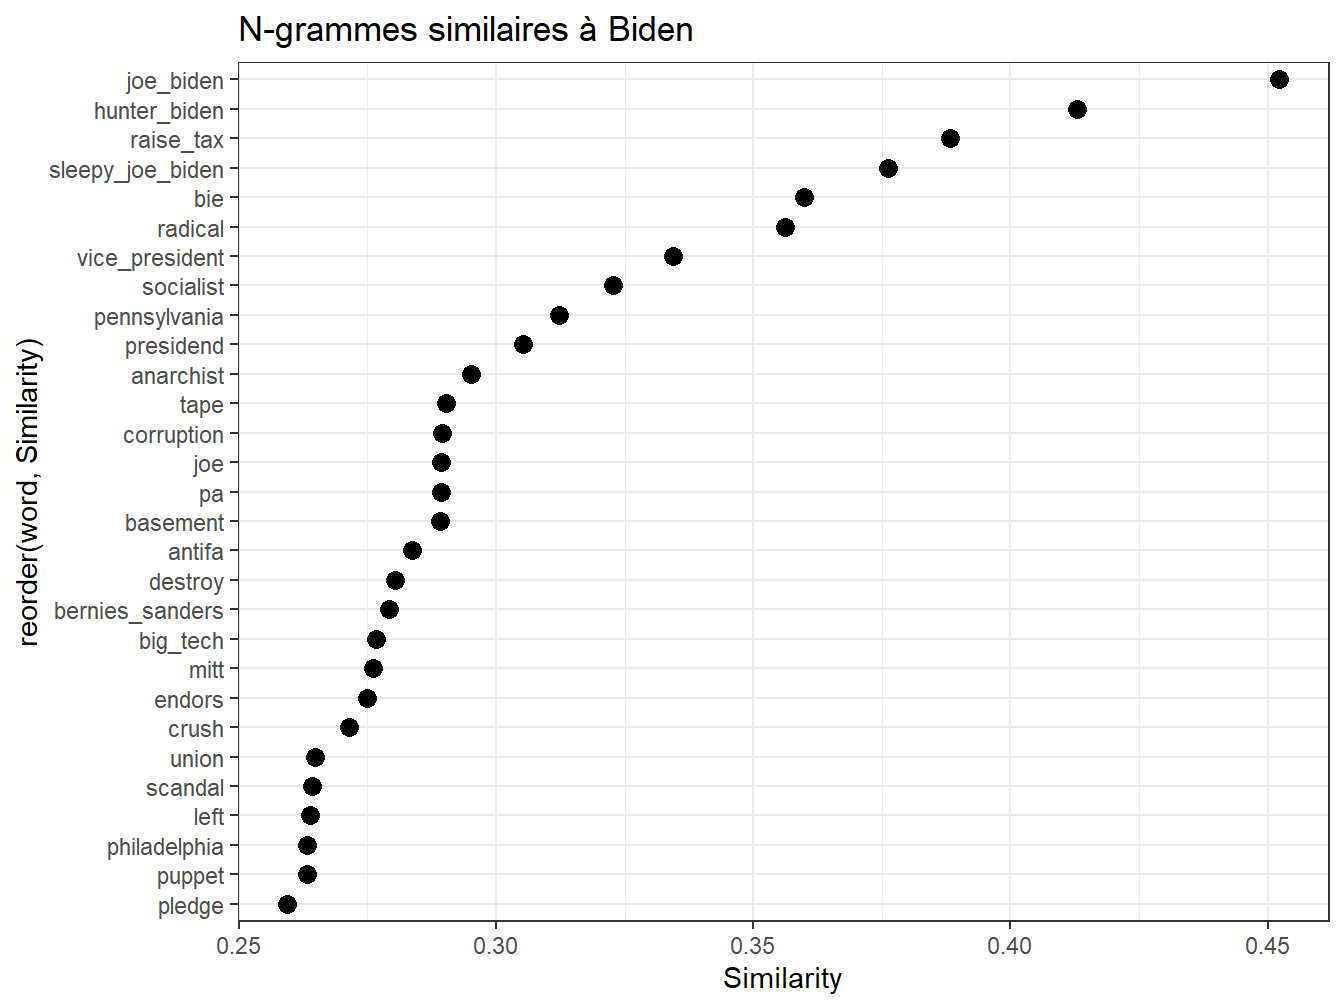 N-grammes similaires à Biden
joe_biden
hunter_biden
raise_tax
sleepy_joe_biden
bie
radical
vice_president
socialist
pennsylvania
presidend
anarchist
tape
corruption
joe
pa
basement
antifa
destroy
bernies_sanders
big_tech
mitt
endors
crush
union
scandal
left
philadelphia
puppet
pledge
reorder(word, Similarity)
0.25 0.30 0.35 0.40 0.45
Similarity